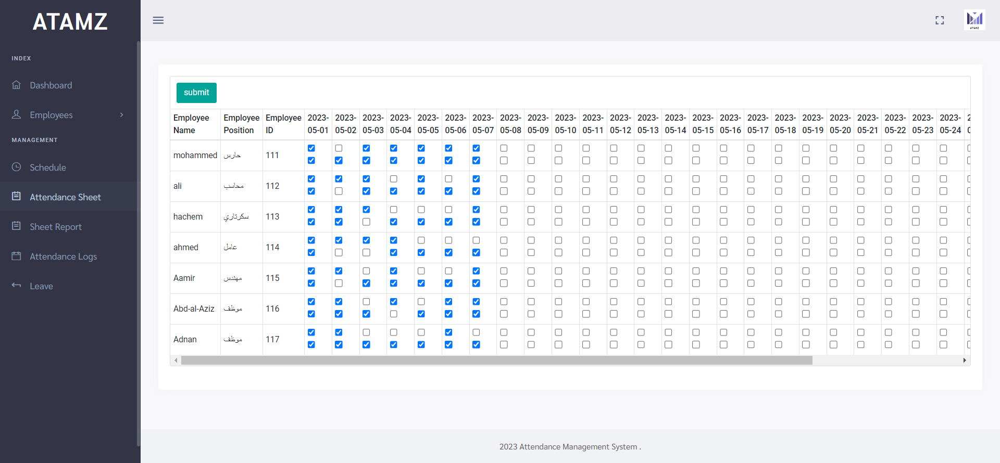 ATAMZ
INDEX
Dashboard
Employees
MANAGEMENT
Schedule
Attendance Sheet
Sheet Report
Attendance Logs
Leave
ATAMZ
submit
Employee Name Employee Position Employee ID 2023-05-01 2023-05-02 2023-05-03 2023-05-04 2023-05-05 2023-05-06 2023-05-07 2023-05-08 2023-05-09 2023-05-10 2023-05-11 2023-05-12 2023-05-13 2023-05-14 2023-05-15 2023-05-16 2023-05-17 2023-05-18 2023-05-19 2023-05-20 2023-05-21 2023-05-22 2023-05-23 2023-05-24
mohammed حارس 111
ali محاسب 112
hachem سكرتاري 113
ahmed عامل 114
Aamir مهندس 115
Abd-al-Aziz موظف 116
Adnan موظف 117
2023 Attendance Management System .